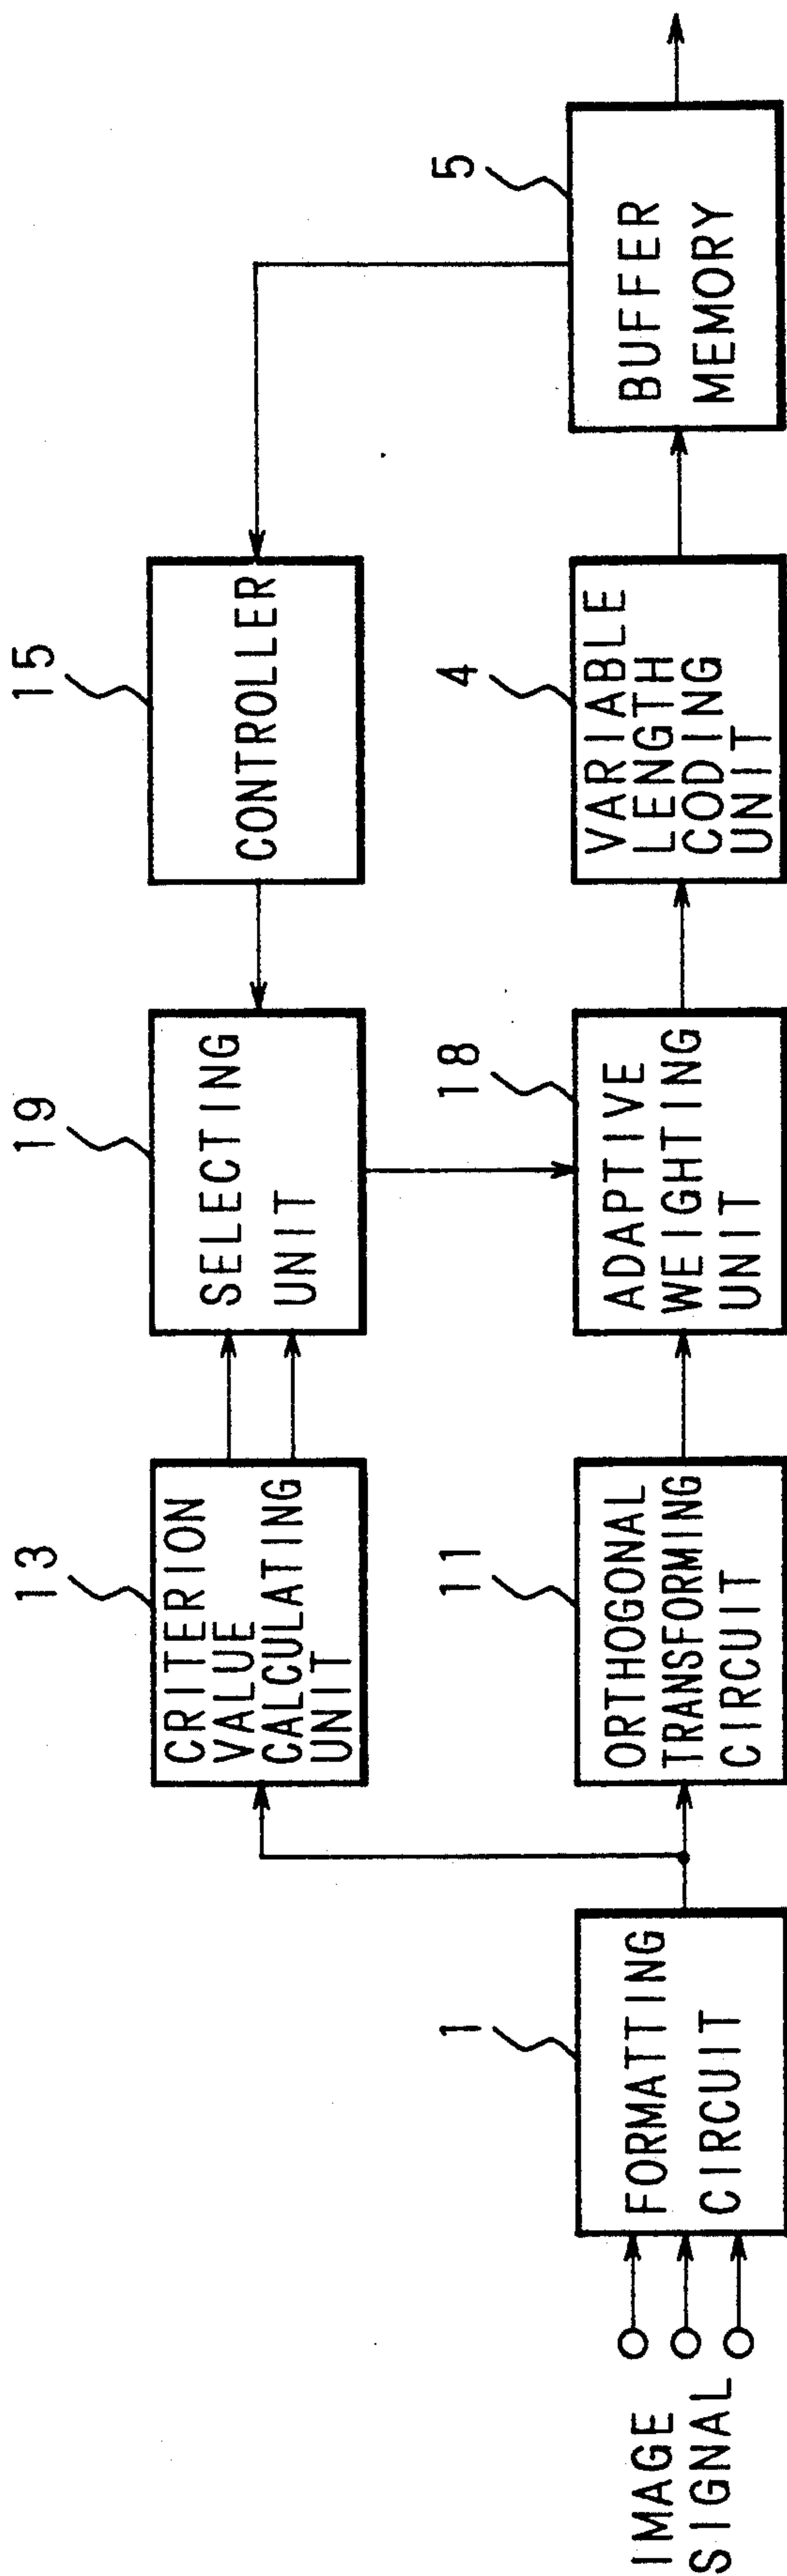 13
CRITERION
VALUE
CALCULATING
UNIT
19
SELECTING
UNIT
15
CONTROLLER
IMAGE
SIGNAL
1
FORMATTING
CIRCUIT
11
ORTHOGONAL
TRANSFORMING
CIRCUIT
18
ADAPTIVE
WEIGHTING
UNIT
4
VARIABLE
LENGTH
CODING
UNIT
5
BUFFER
MEMORY